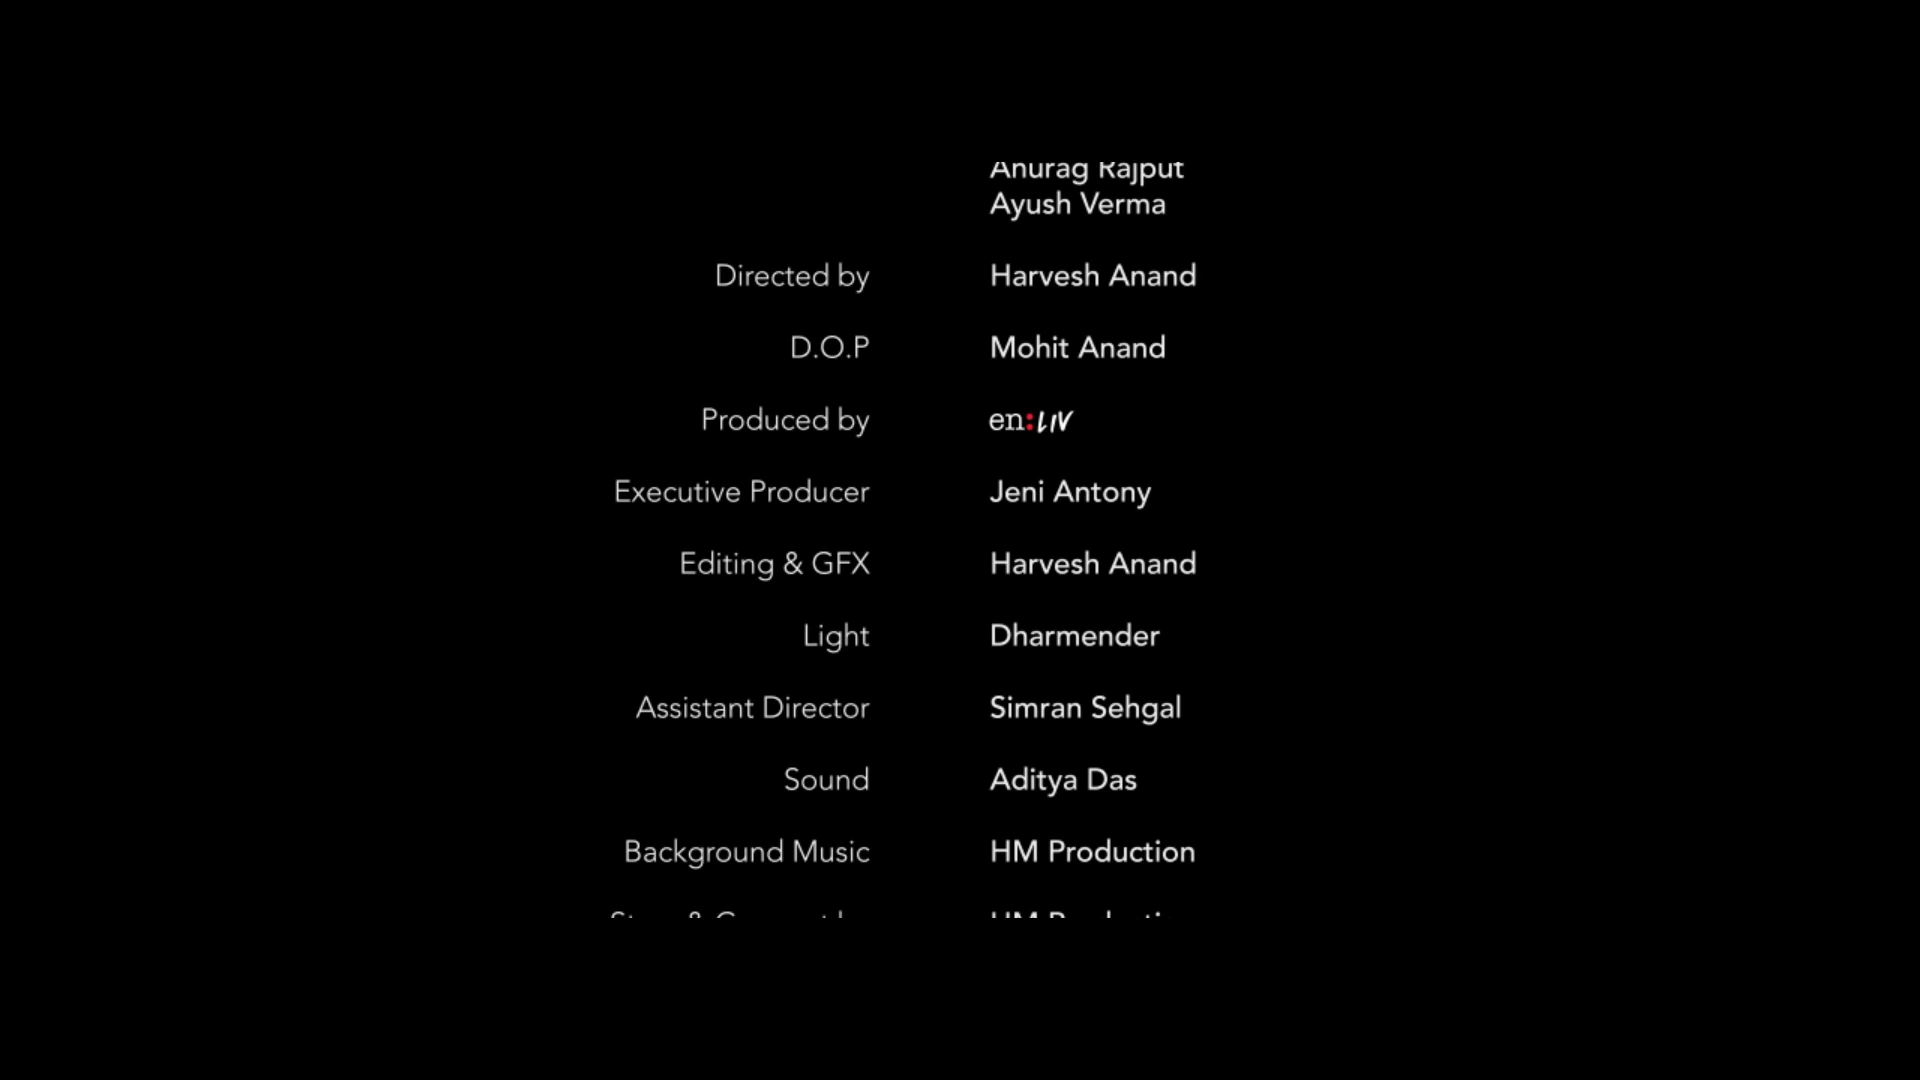 Anurag Rajput
Ayush Verma
Directed by Harvesh Anand
D.O.P Mohit Anand
Produced by en:LIV
Executive Producer Jeni Antony
Editing & GFX Harvesh Anand
Light Dharmender
Assistant Director Simran Sehgal
Sound Aditya Das
Background Music HM Production